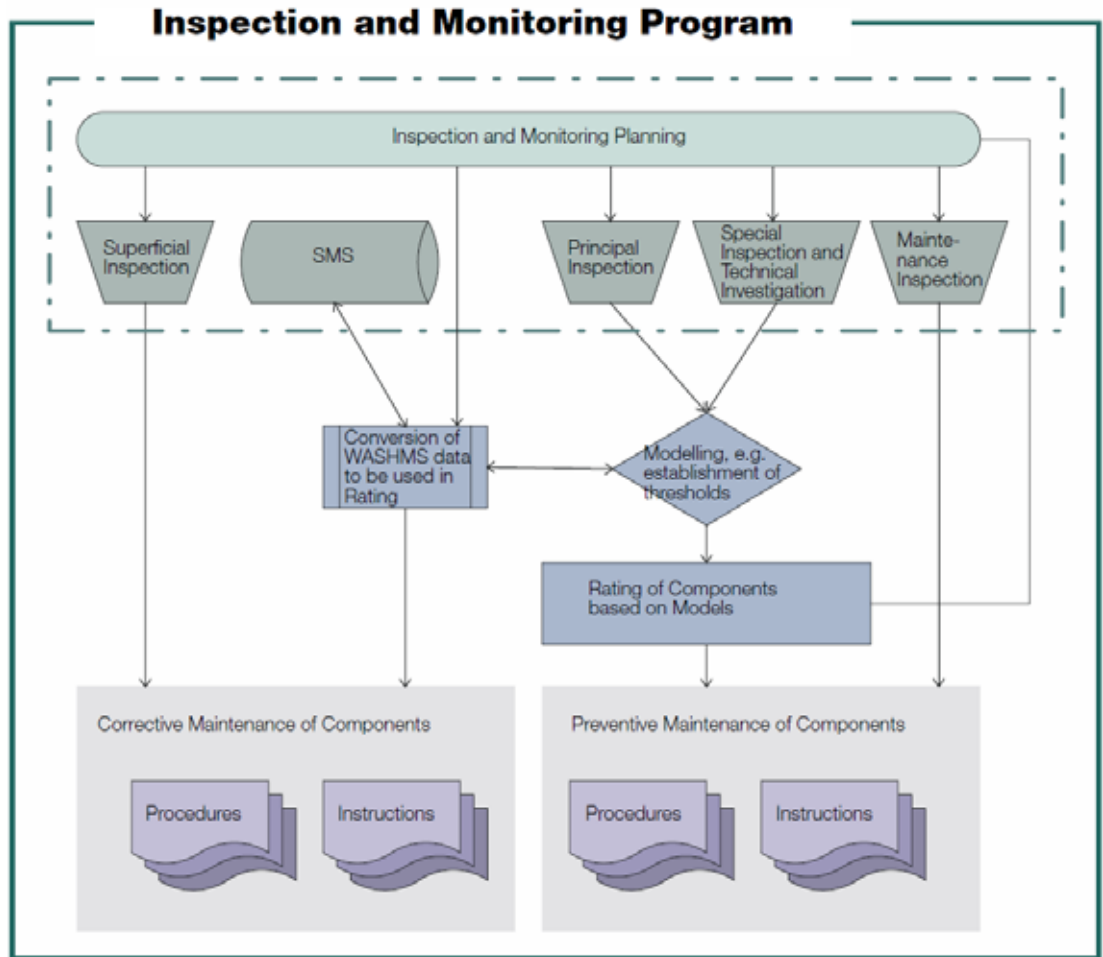 Inspection and Monitoring Program
Inspection and Monitoring Planning
Superficial
Inspection
SMS
Principal
Inspection
Special
Inspection and
Technical
Investigation
Mainte-
nance
Inspection
Conversion of
WASHMS data
to be used in
Rating
Modelling, e.g.
establishment of
thresholds
Rating of Components
based on Models
Corrective Maintenance of Components
Procedures
Instructions
Preventive Maintenance of Components
Procedures
Instructions